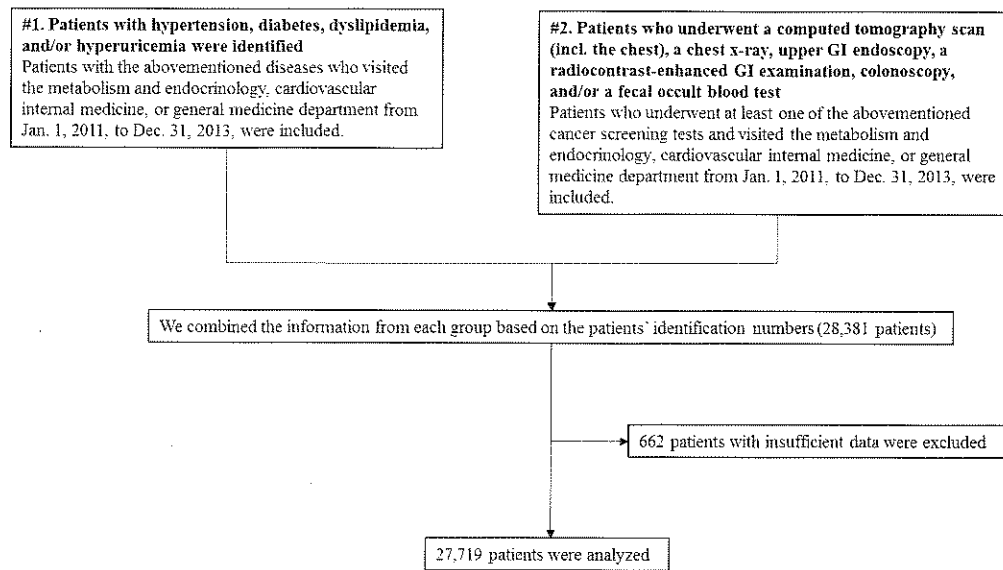 #1. Patients with hypertension, diabetes, dyslipidemia,
and/or hyperuricemia were identified
Patients with the abovementioned diseases who visited
the metabolism and endocrinology, cardiovascular
internal medicine, or general medicine department from
Jan. 1, 2011, to Dec. 31, 2013, were included.
#2. Patients who underwent a computed tomography scan
(incl. the chest), a chest x-ray, upper GI endoscopy, a
radiocontrast-enhanced GI examination, colonoscopy,
and/or a fecal occult blood test
Patients who underwent at least one of the abovementioned
cancer screening tests and visited the metabolism and
endocrinology, cardiovascular internal medicine, or general
medicine department from Jan. 1, 2011, to Dec. 31, 2013, were
included.
We combined the information from each group based on the patients' identification numbers (28,381 patients)
662 patients with insufficient data were excluded
27,719 patients were analyzed